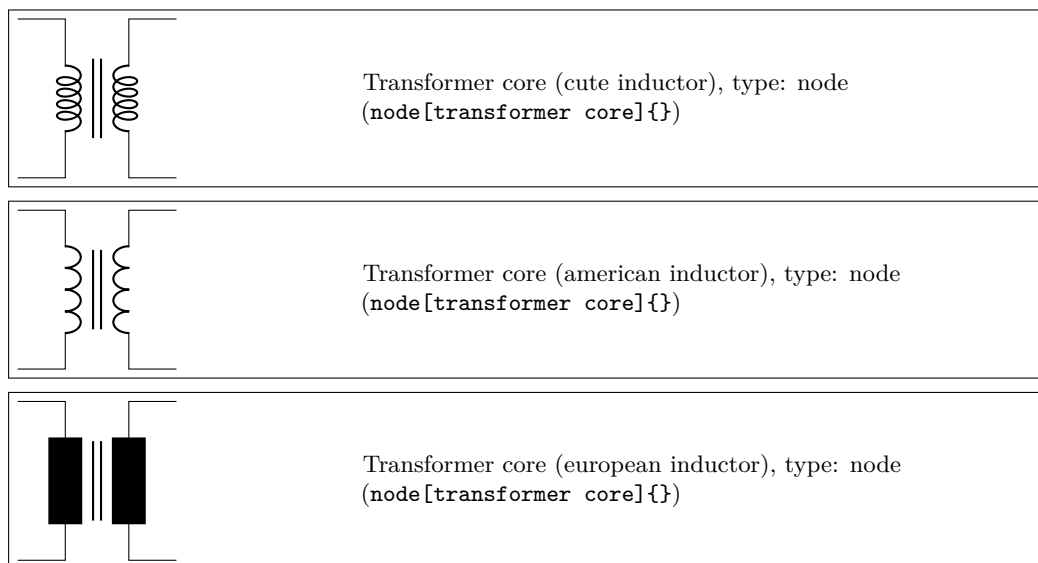 Transformer core (cute inductor), type: node
(node[transformer core]{})
Transformer core (american inductor), type: node
(node[transformer core]{})
Transformer core (european inductor), type: node
(node[transformer core]{})